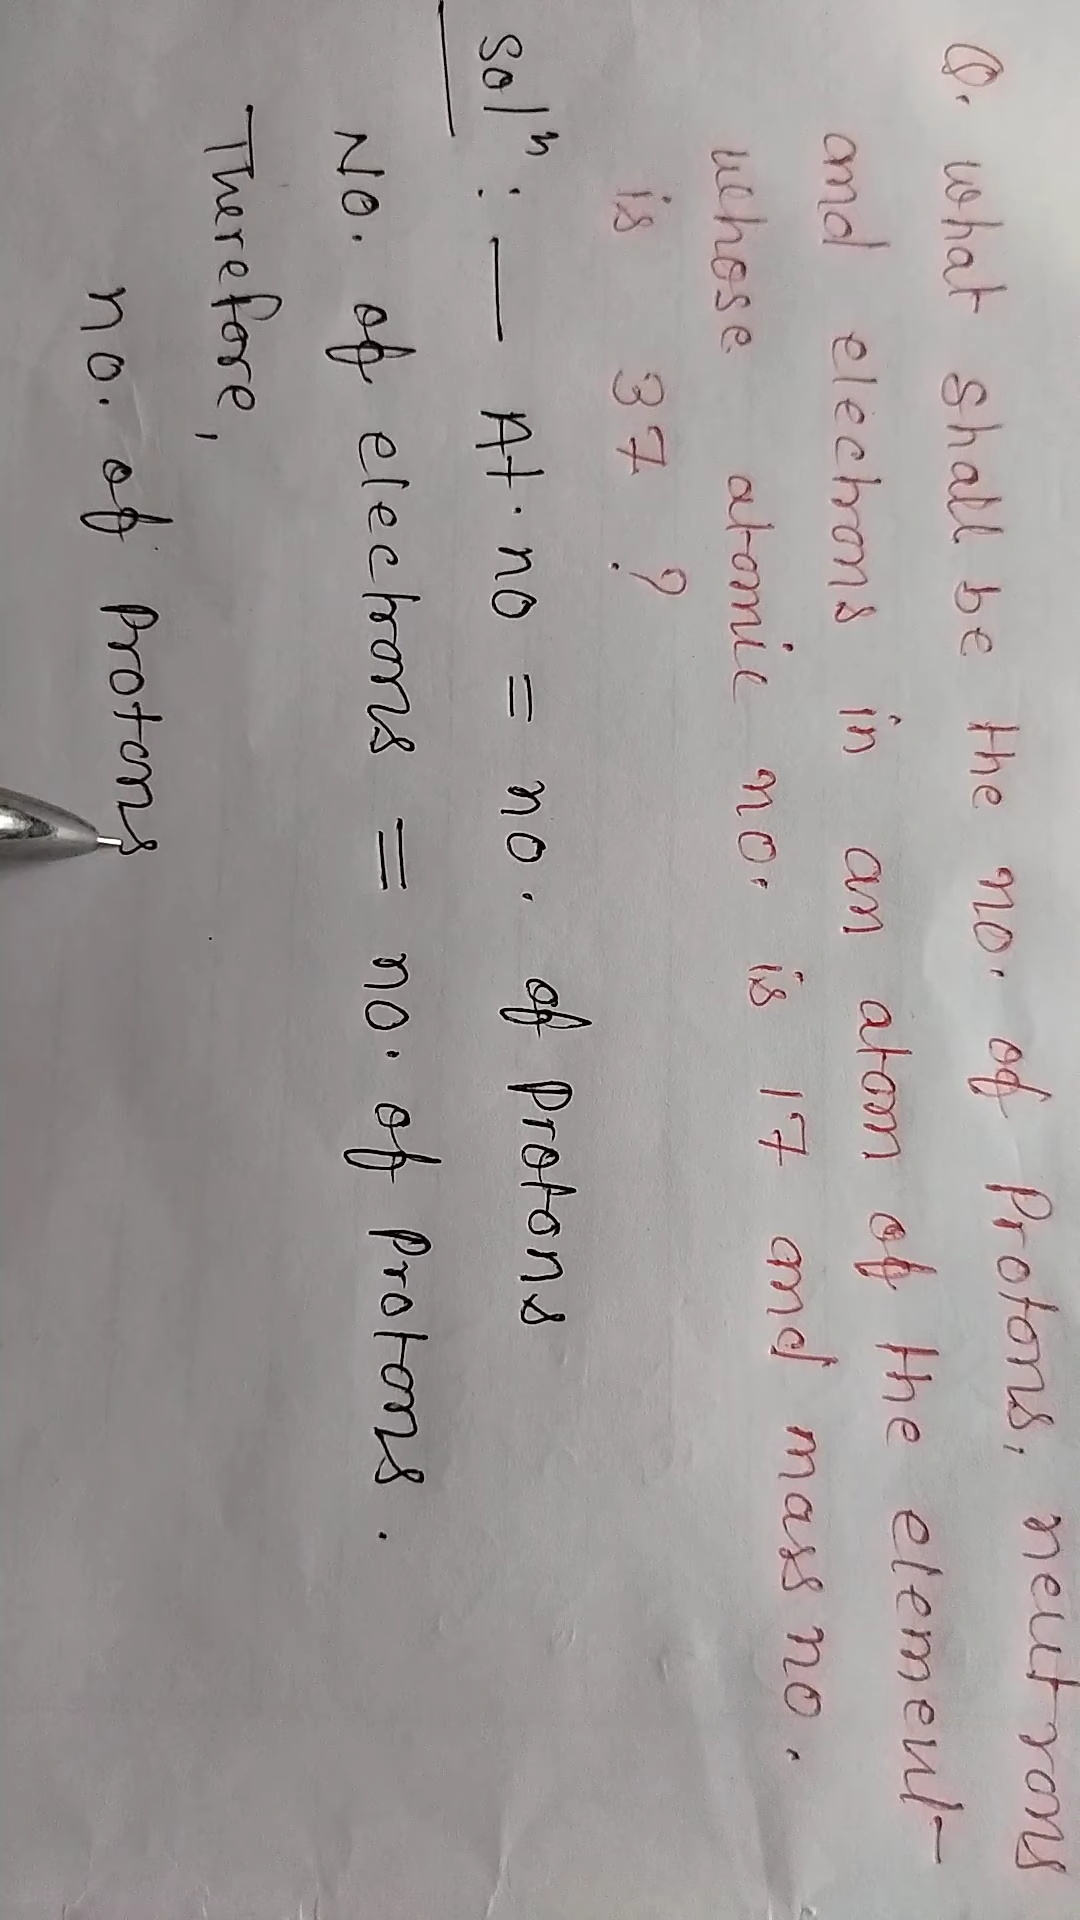 Q. what shall be the no. of Protons, neutrons
and electrons in an atom of the element
whose atomic no. is 17 and mass no.
is 37 ?
Solⁿ : — At. no = no. of Protons
No. of electrons = no. of Protons.
Therefore,
no. of Protons